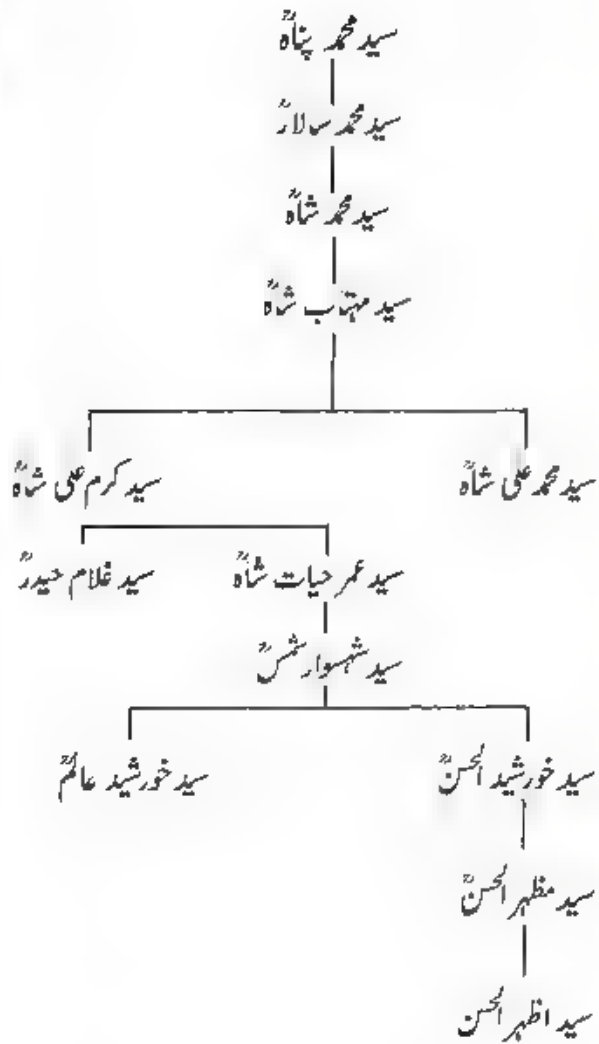 سید محمد پناہؒ
سید محمد سالارؒ
سید محمد شاہؒ
سید مہتاب شاہؒ
سید محمد علی شاہؒ سید کرم علی شاہؒ
سید عمر حیات شاہؒ سید غلام حیدرؒ
سید شہسوار شمسؒ
سید خورشید الحسنؒ سید خورشید عالمؒ
سید مظہر الحسنؒ
سید اظہر الحسن